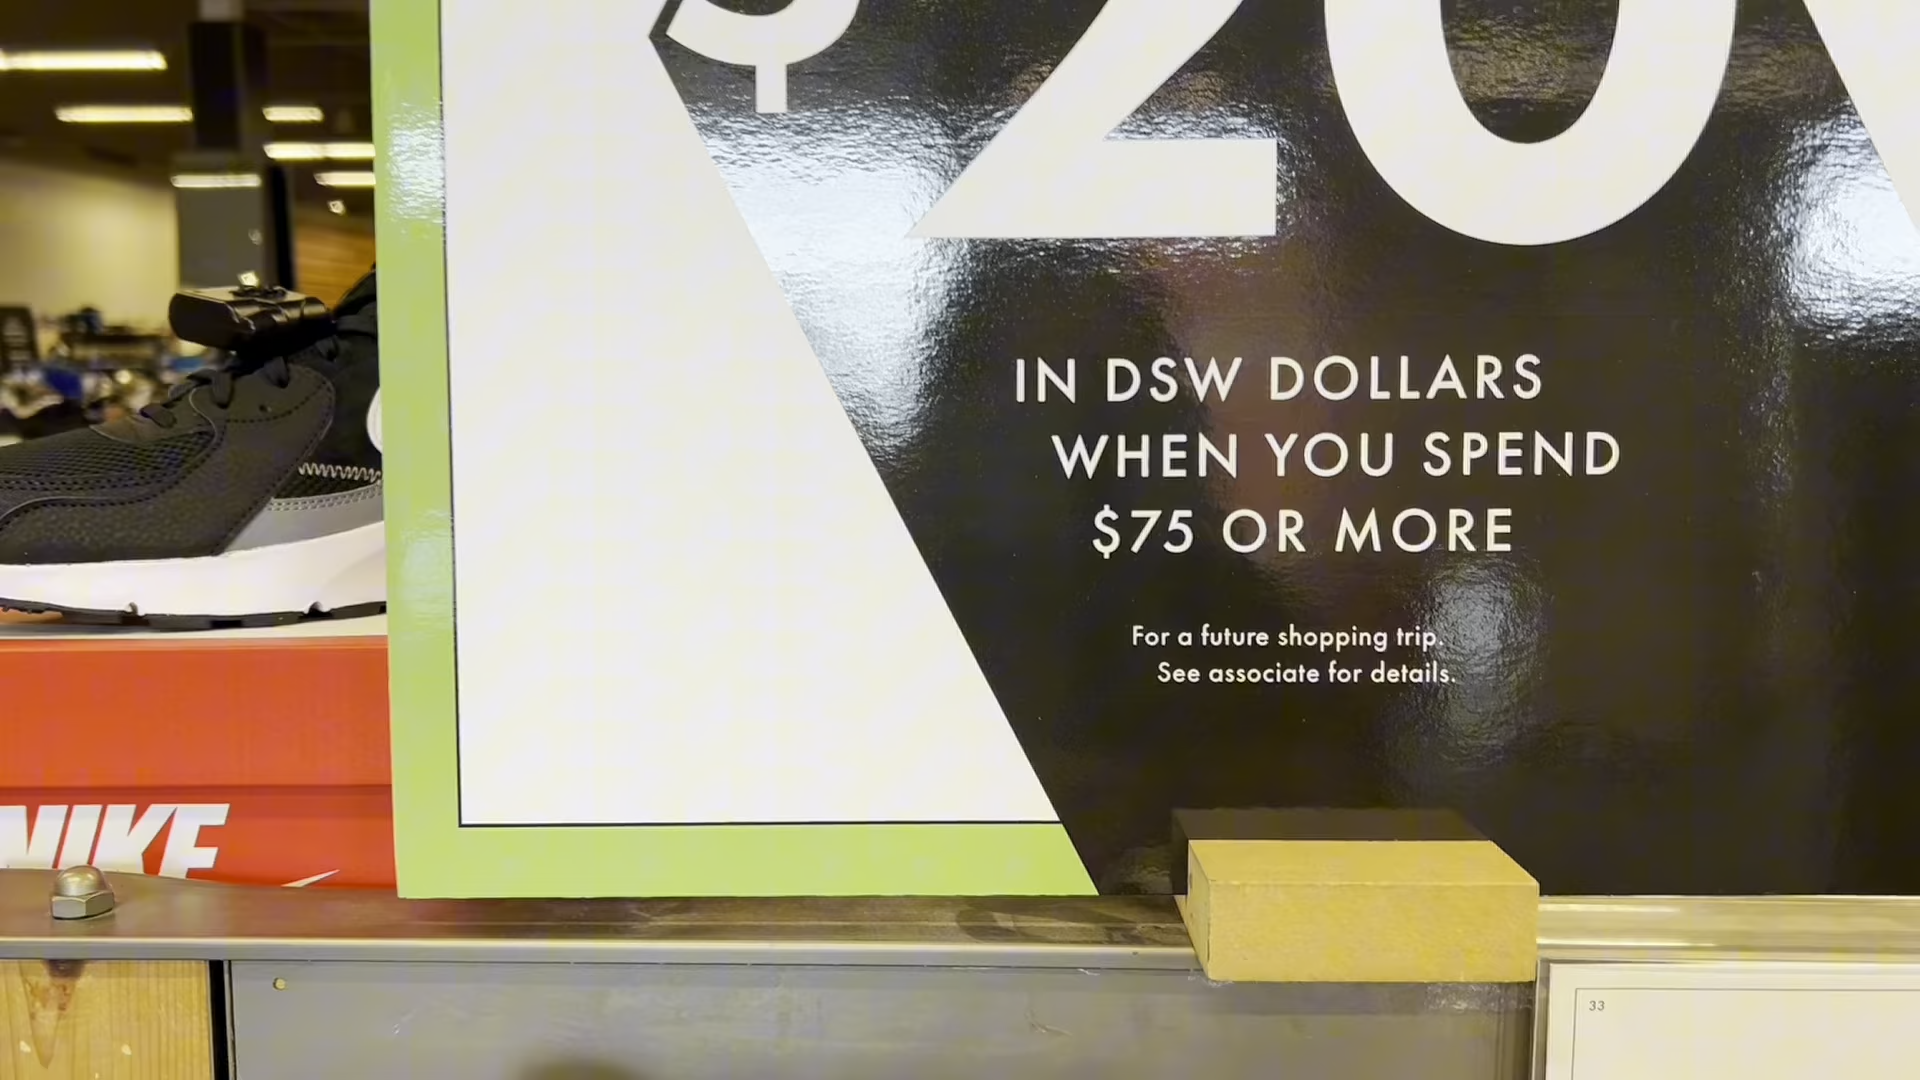 $20
IN DSW DOLLARS
WHEN YOU SPEND
$75 OR MORE
For a future shopping trip.
See associate for details.
NIKE
33